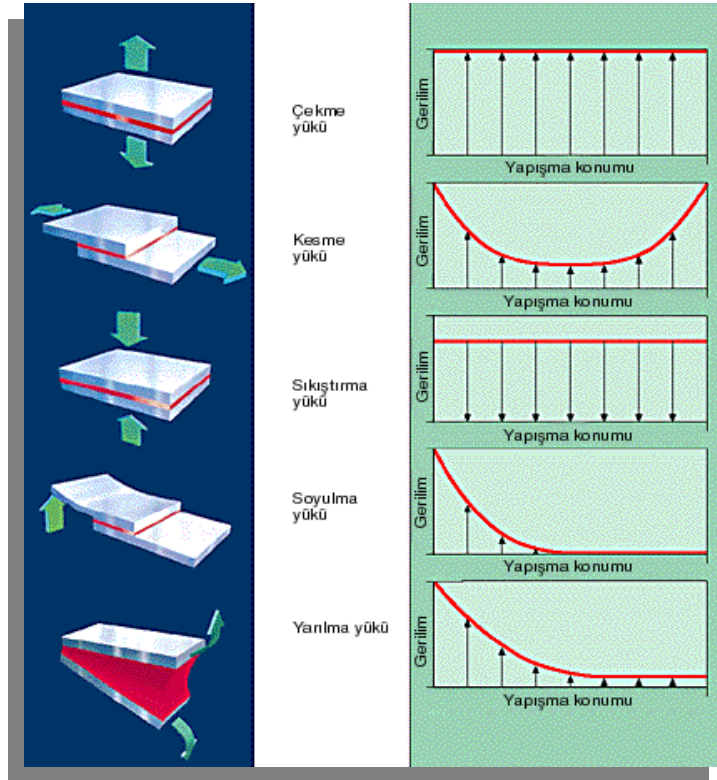 Çekme
yükü
Gerilim
Yapışma konumu
Kesme
yükü
Gerilim
Yapışma konumu
Sıkıştırma
yükü
Gerilim
Yapışma konumu
Soyulma
yükü
Gerilim
Yapışma konumu
Yarılma yükü
Gerilim
Yapışma konumu